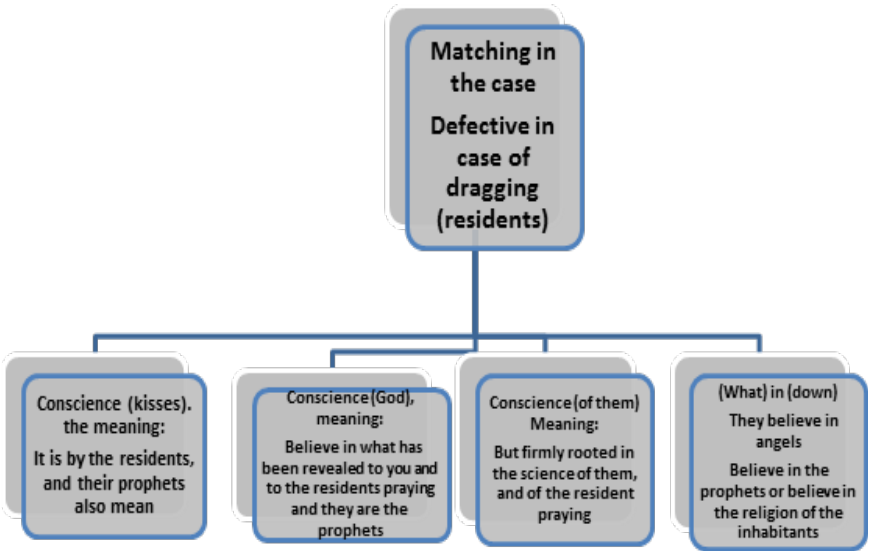 Matching in
the case
Defective in
case of
dragging
(residents)
Conscience (kisses).
the meaning:
It is by the residents,
and their prophets
also mean
Conscience (God),
meaning:
Believe in what has
been revealed to you and
to the residents praying
and they are the
prophets
Conscience (of them)
Meaning:
But firmly rooted in
the science of them,
and of the resident
praying
(What) in (down)
They believe in
angels
Believe in the
prophets or believe in
the religion of the
inhabitants